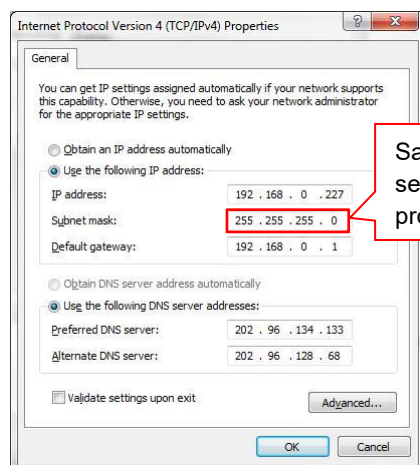 Internet Protocol Version 4 (TCP/IPv4) Properties
General
You can get IP settings assigned automatically if your network supports
this capability. Otherwise, you need to ask your network administrator
for the appropriate IP settings.
Obtain an IP address automatically
Use the following IP address:
IP address: 192 . 168 . 0 . 227
Subnet mask: 255 . 255 . 255 . 0
Default gateway: 192 . 168 . 0 . 1
Obtain DNS server address automatically
Use the following DNS server addresses:
Preferred DNS server: 202 . 96 . 134 . 133
Alternate DNS server: 202 . 96 . 128 . 68
Validate settings upon exit
Advanced...
OK Cancel